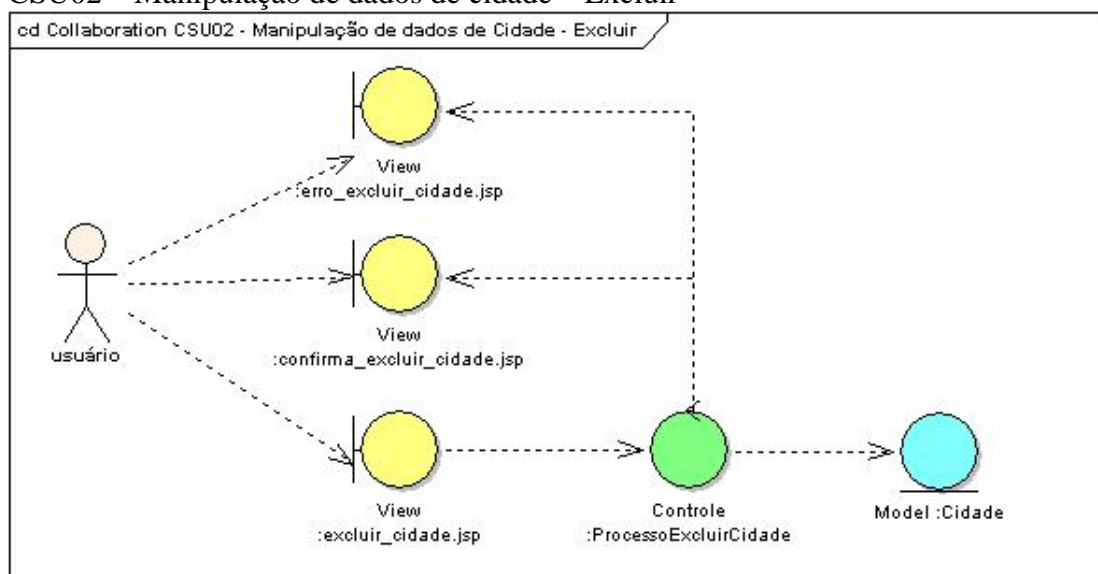 CSU02 – Manipulação de dados de cidade – Excluir
cd Collaboration CSU02 - Manipulação de dados de Cidade - Excluir
View
:erro_excluir_cidade.jsp
View
:confirma_excluir_cidade.jsp
usuário
View
:excluir_cidade.jsp
Controle
:ProcessoExcluirCidade
Model :Cidade